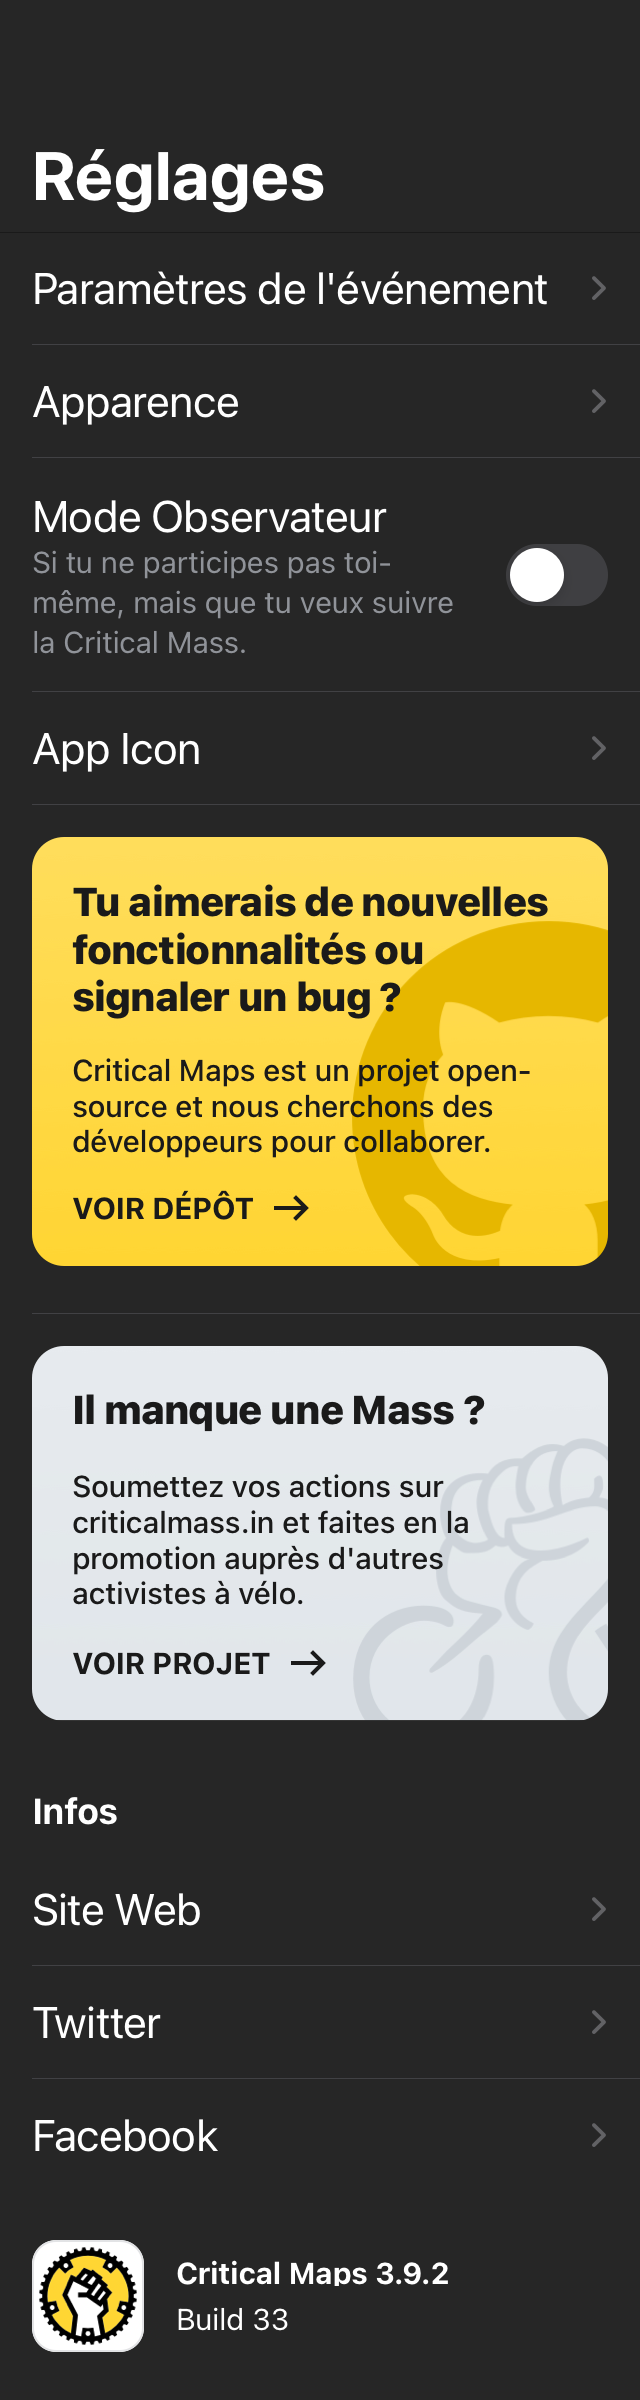 Réglages
Paramètres de l'événement
Apparence
Mode Observateur
Si tu ne participes pas toi-
même, mais que tu veux suivre
la Critical Mass.
App Icon
Tu aimerais de nouvelles
fonctionnalités ou
signaler un bug ?
Critical Maps est un projet open-
source et nous cherchons des
développeurs pour collaborer.
VOIR DÉPÔT
Il manque une Mass ?
Soumettez vos actions sur
criticalmass.in et faites en la
promotion auprès d'autres
activistes à vélo.
VOIR PROJET
Infos
Site Web
Twitter
Facebook
Critical Maps 3.9.2
Build 33